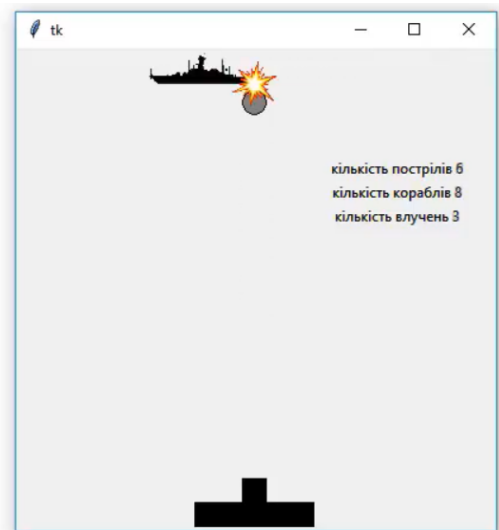 tk
кількість пострілів 6
кількість кораблів 8
кількість влучень 3